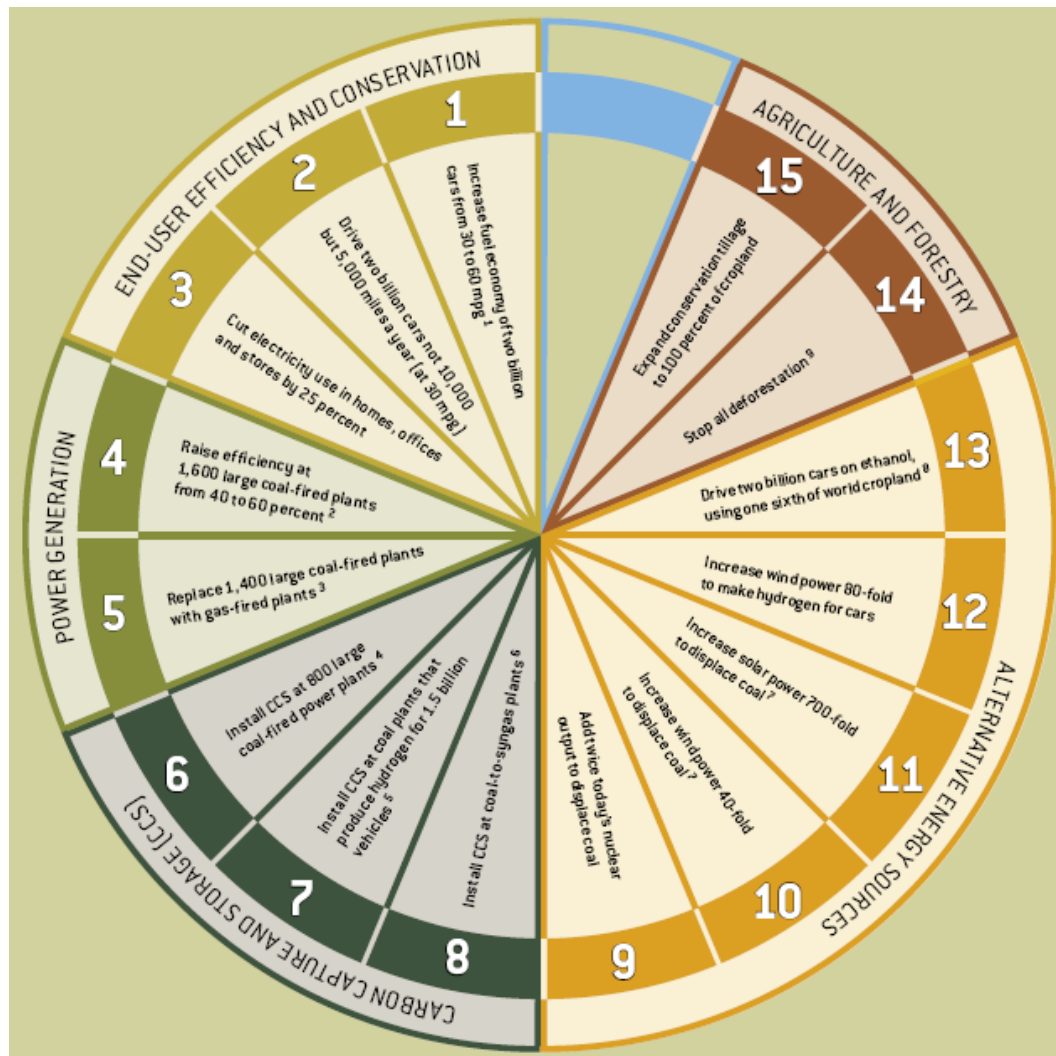 END-USER EFFICIENCY AND CONSERVATION
1
Increase fuel economy of two billion
cars from 30 to 60 mpg 1
2
Drive two billion cars not 10,000
but 5,000 miles a year (at 30 mpg)
3
Cut electricity use in homes, offices
and stores by 25 percent
POWER GENERATION
4
Raise efficiency at
1,600 large coal-fired plants
from 40 to 60 percent 2
5
Replace 1,400 large coal-fired plants
with gas-fired plants 3
CARBON CAPTURE AND STORAGE (CCS)
6
Install CCS at 800 large
coal-fired power plants 4
7
Install CCS at coal plants that
produce hydrogen for 1.5 billion
vehicles 5
8
Install CCS at coal-to-syngas plants 6
ALTERNATIVE ENERGY SOURCES
9
Add twice today's nuclear
output to displace coal
10
Increase wind power 40-fold
to displace coal 7
11
Increase solar power 700-fold
to displace coal 7
12
Increase wind power 80-fold
to make hydrogen for cars
13
Drive two billion cars on ethanol,
using one sixth of world cropland 8
AGRICULTURE AND FORESTRY
14
Stop all deforestation 9
15
Expand conservation tillage
to 100 percent of cropland